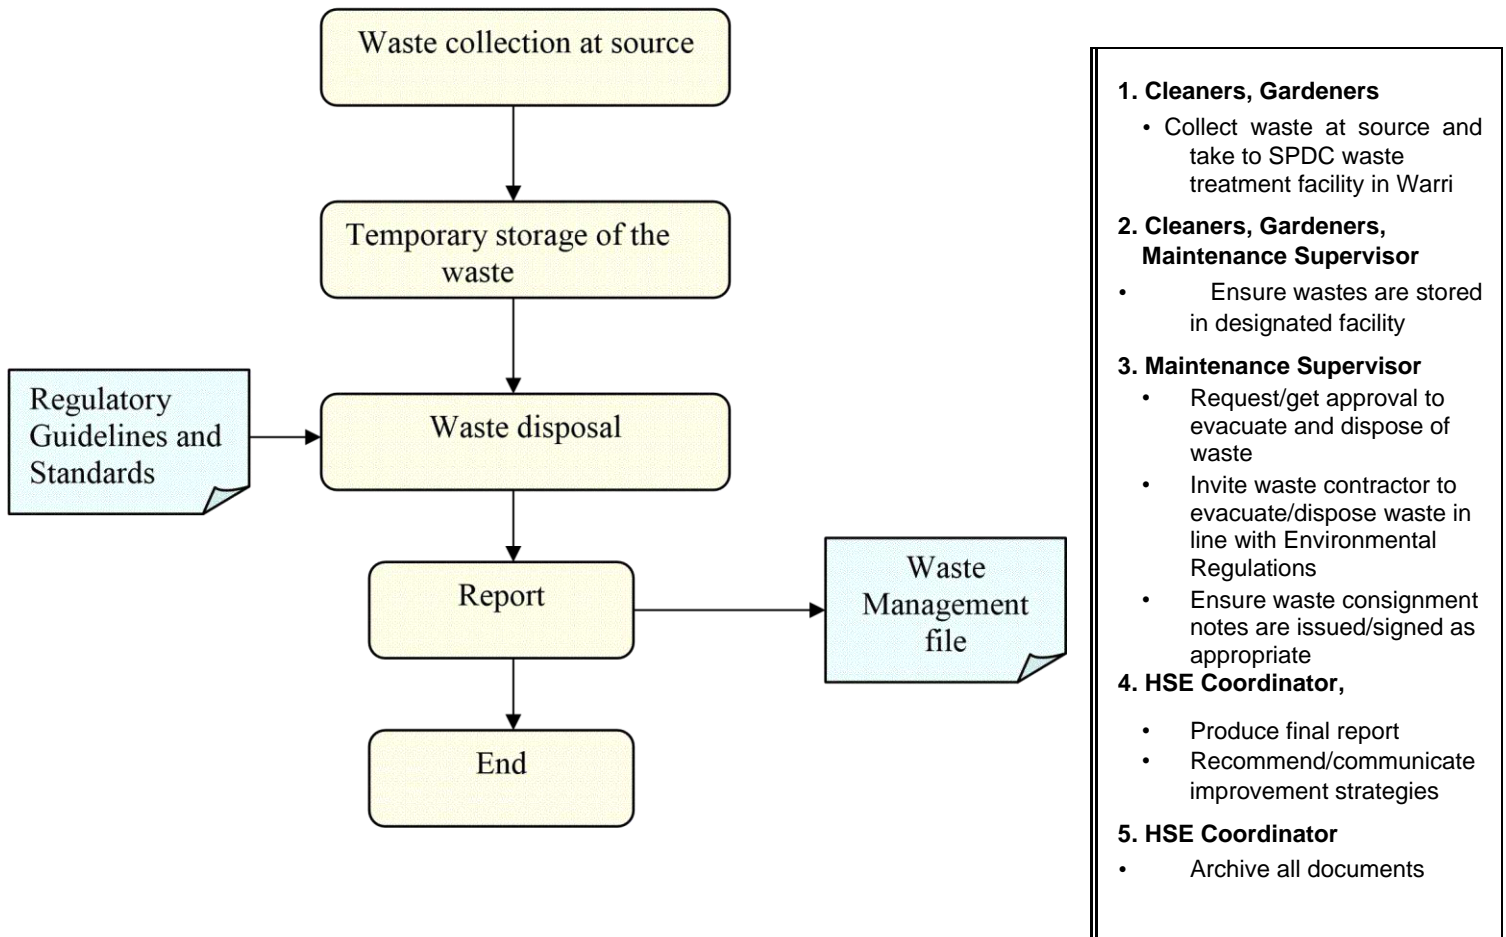 Waste collection at source
Temporary storage of the
waste
Regulatory
Guidelines and
Standards
Waste disposal
Report
Waste
Management
file
End
1. Cleaners, Gardeners
• Collect waste at source and
take to SPDC waste
treatment facility in Warri
2. Cleaners, Gardeners,
Maintenance Supervisor
• Ensure wastes are stored
in designated facility
3. Maintenance Supervisor
• Request/get approval to
evacuate and dispose of
waste
• Invite waste contractor to
evacuate/dispose waste in
line with Environmental
Regulations
• Ensure waste consignment
notes are issued/signed as
appropriate
4. HSE Coordinator,
• Produce final report
• Recommend/communicate
improvement strategies
5. HSE Coordinator
• Archive all documents